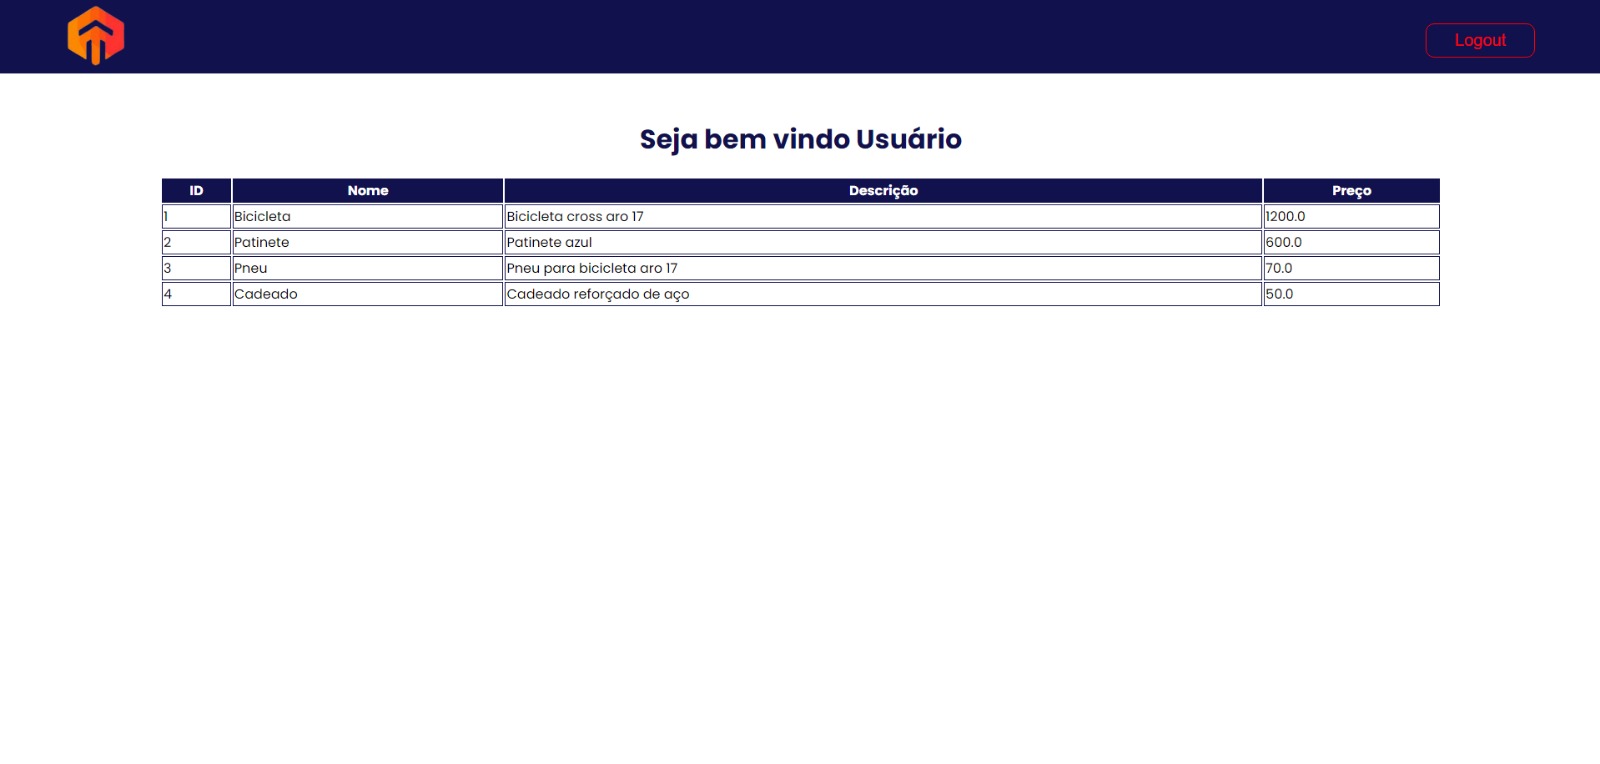 Logout
Seja bem vindo Usuário
ID Nome Descrição Preço
1 Bicicleta Bicicleta cross aro 17 1200.0
2 Patinete Patinete azul 600.0
3 Pneu Pneu para bicicleta aro 17 70.0
4 Cadeado Cadeado reforçado de aço 50.0